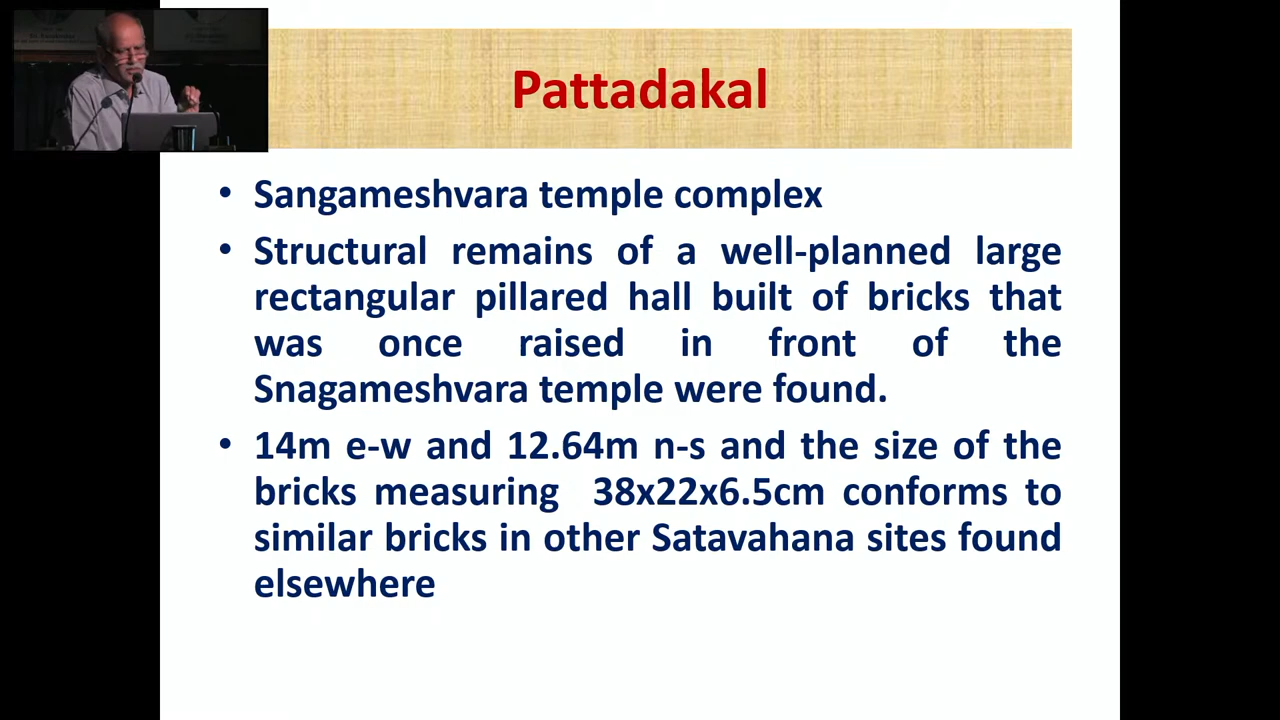 Pattadakal
• Sangameshvara temple complex
• Structural remains of a well-planned large
rectangular pillared hall built of bricks that
was once raised in front of the
Snagameshvara temple were found.
• 14m e-w and 12.64m n-s and the size of the
bricks measuring 38x22x6.5cm conforms to
similar bricks in other Satavahana sites found
elsewhere